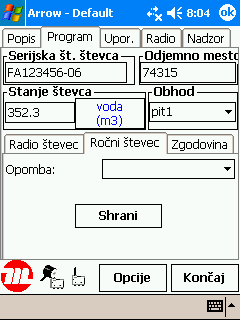 Arrow - Default 8:04 ok
Popis Program Upor. Radio Nadzor
Serijska št. števca Odjemno mesto
FA123456-06 74315
Stanje števca Obhod
352.3 voda (m3) pit1
Radio števec Ročni števec Zgodovina
Opomba:
Shrani
Opcije Končaj